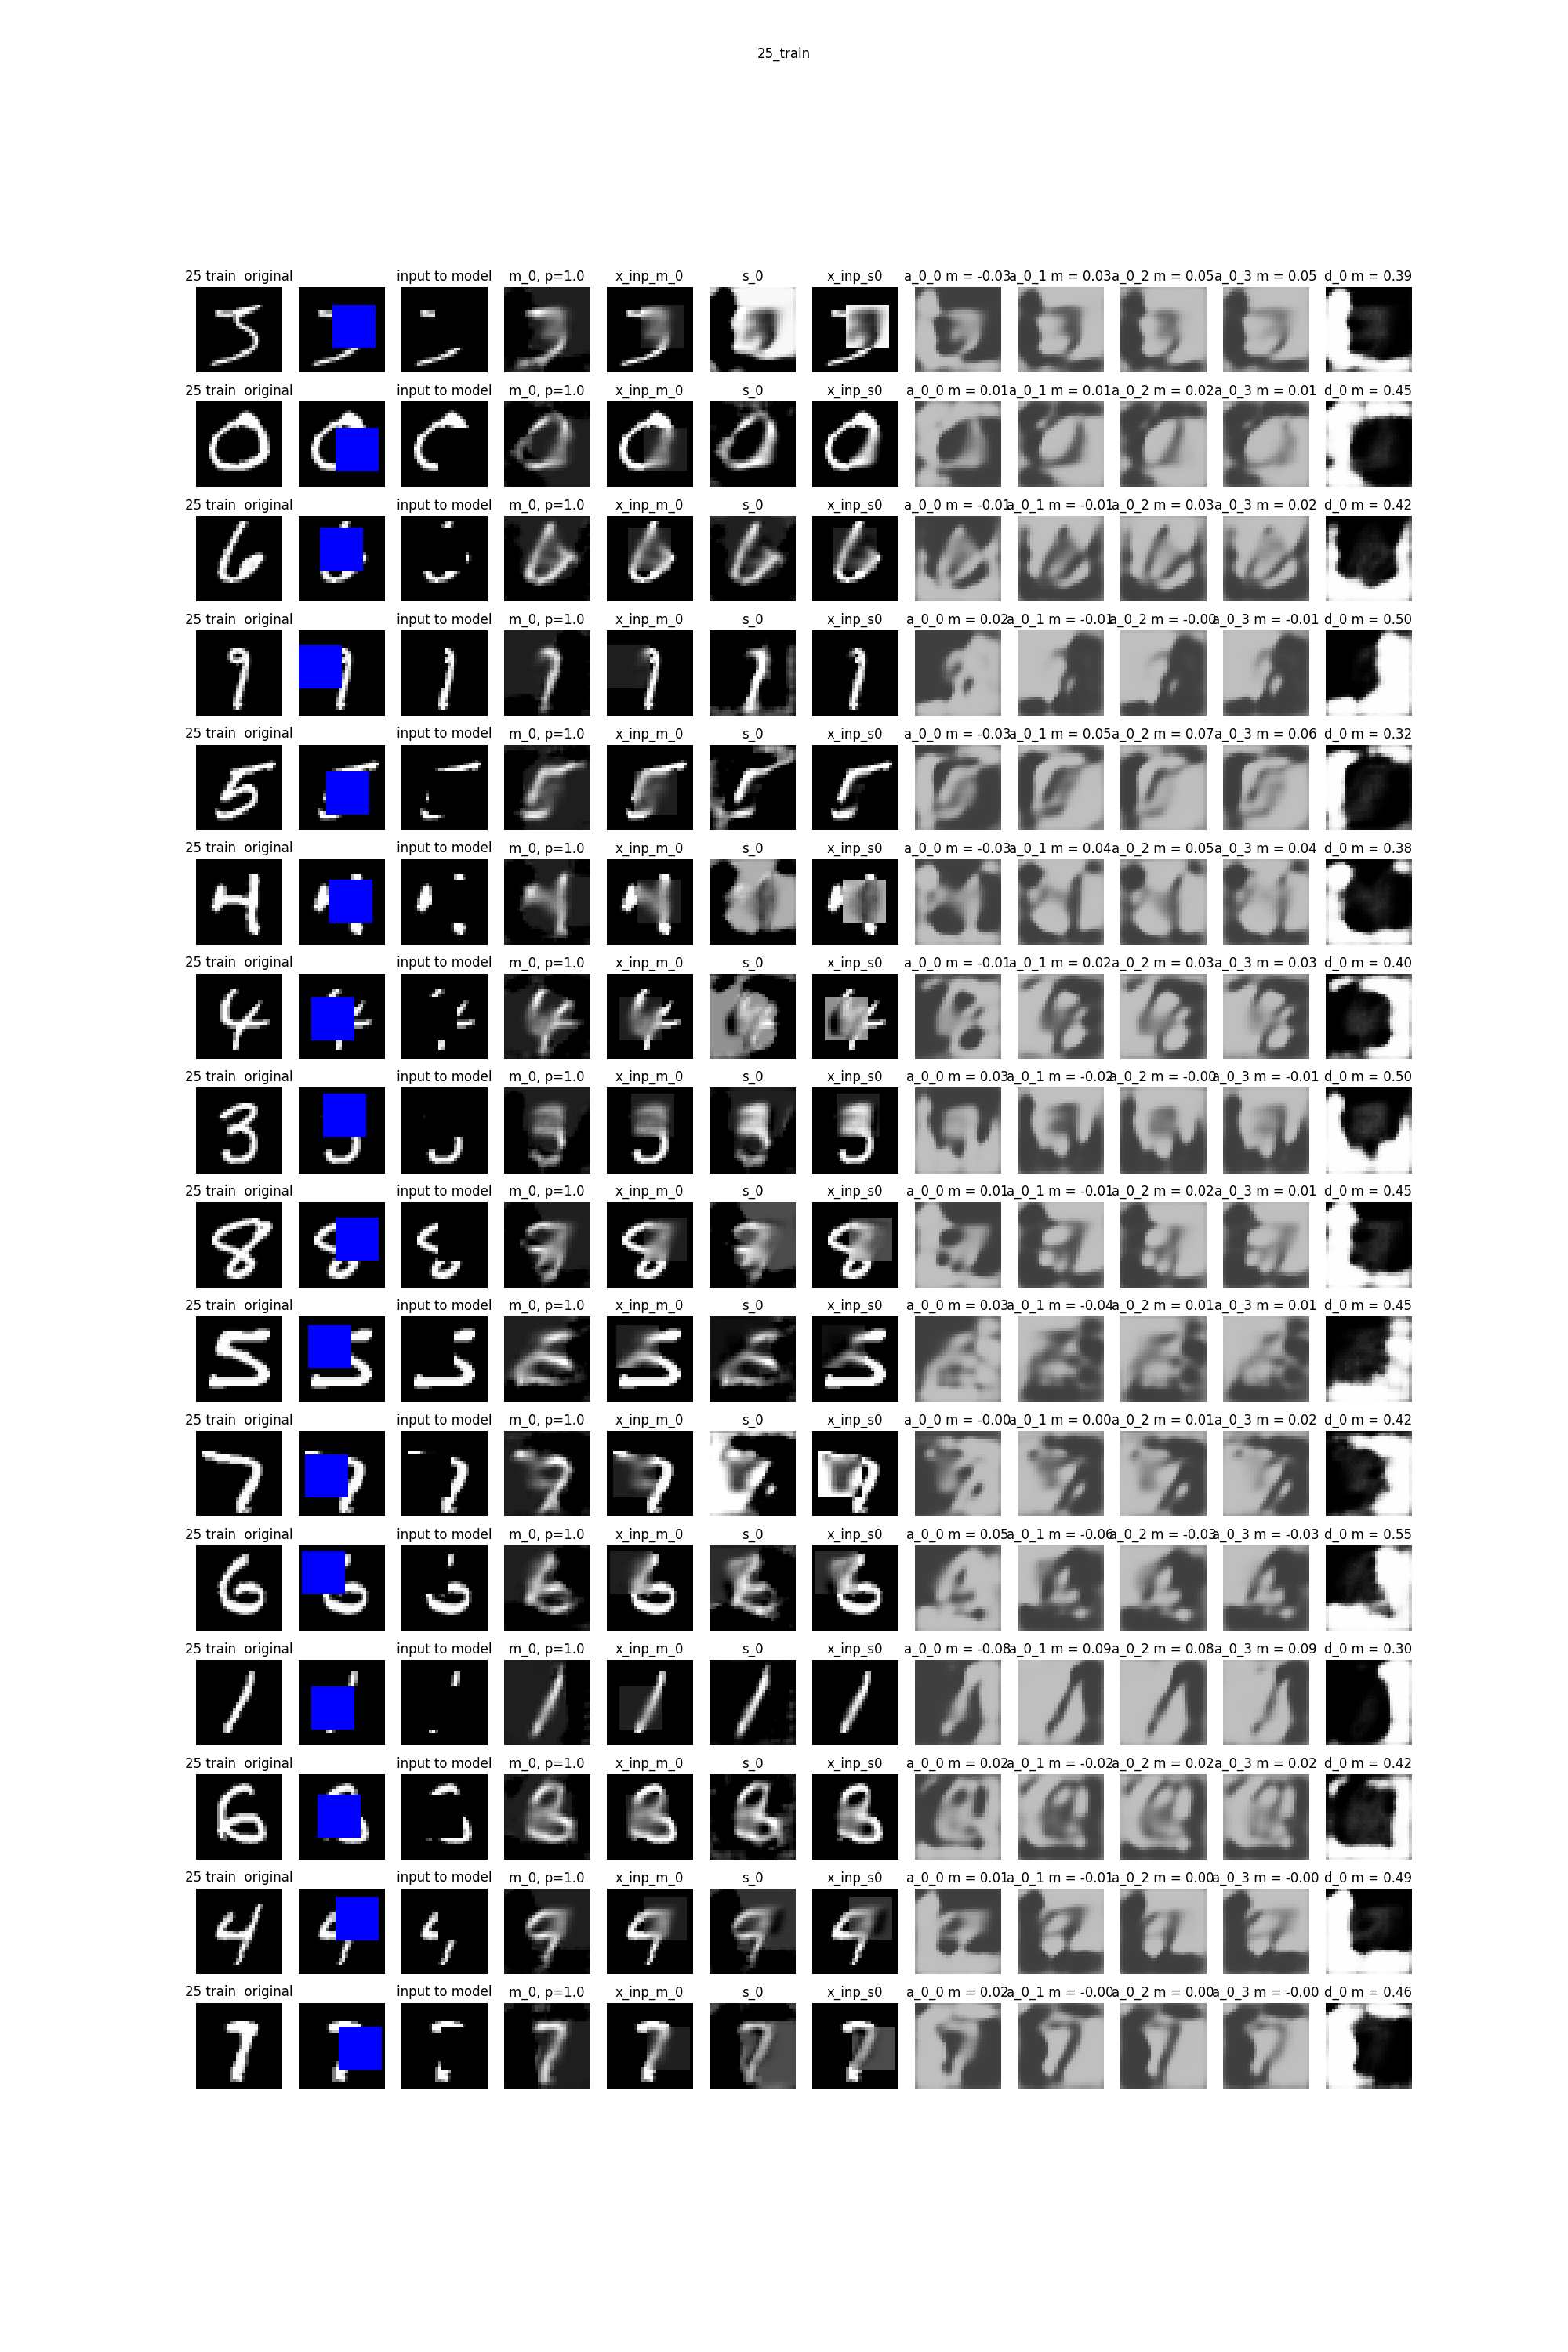 25_train
25 train  original input to model m_0, p=1.0 x_inp_m_0 s_0 x_inp_s0 a_0_0 m = -0.03 a_0_1 m = 0.03 a_0_2 m = 0.05 a_0_3 m = 0.05 d_0 m = 0.39
25 train  original input to model m_0, p=1.0 x_inp_m_0 s_0 x_inp_s0 a_0_0 m = 0.01 a_0_1 m = 0.01 a_0_2 m = 0.02 a_0_3 m = 0.01 d_0 m = 0.45
25 train  original input to model m_0, p=1.0 x_inp_m_0 s_0 x_inp_s0 a_0_0 m = -0.01 a_0_1 m = -0.01 a_0_2 m = 0.03 a_0_3 m = 0.02 d_0 m = 0.42
25 train  original input to model m_0, p=1.0 x_inp_m_0 s_0 x_inp_s0 a_0_0 m = 0.02 a_0_1 m = -0.01 a_0_2 m = -0.00 a_0_3 m = -0.01 d_0 m = 0.50
25 train  original input to model m_0, p=1.0 x_inp_m_0 s_0 x_inp_s0 a_0_0 m = -0.03 a_0_1 m = 0.05 a_0_2 m = 0.07 a_0_3 m = 0.06 d_0 m = 0.32
25 train  original input to model m_0, p=1.0 x_inp_m_0 s_0 x_inp_s0 a_0_0 m = -0.03 a_0_1 m = 0.04 a_0_2 m = 0.05 a_0_3 m = 0.04 d_0 m = 0.38
25 train  original input to model m_0, p=1.0 x_inp_m_0 s_0 x_inp_s0 a_0_0 m = -0.01 a_0_1 m = 0.02 a_0_2 m = 0.03 a_0_3 m = 0.03 d_0 m = 0.40
25 train  original input to model m_0, p=1.0 x_inp_m_0 s_0 x_inp_s0 a_0_0 m = 0.03 a_0_1 m = -0.02 a_0_2 m = -0.00 a_0_3 m = -0.01 d_0 m = 0.50
25 train  original input to model m_0, p=1.0 x_inp_m_0 s_0 x_inp_s0 a_0_0 m = 0.01 a_0_1 m = -0.01 a_0_2 m = 0.02 a_0_3 m = 0.01 d_0 m = 0.45
25 train  original input to model m_0, p=1.0 x_inp_m_0 s_0 x_inp_s0 a_0_0 m = 0.03 a_0_1 m = -0.04 a_0_2 m = 0.01 a_0_3 m = 0.01 d_0 m = 0.45
25 train  original input to model m_0, p=1.0 x_inp_m_0 s_0 x_inp_s0 a_0_0 m = -0.00 a_0_1 m = 0.00 a_0_2 m = 0.01 a_0_3 m = 0.02 d_0 m = 0.42
25 train  original input to model m_0, p=1.0 x_inp_m_0 s_0 x_inp_s0 a_0_0 m = 0.05 a_0_1 m = -0.06 a_0_2 m = -0.03 a_0_3 m = -0.03 d_0 m = 0.55
25 train  original input to model m_0, p=1.0 x_inp_m_0 s_0 x_inp_s0 a_0_0 m = -0.08 a_0_1 m = 0.09 a_0_2 m = 0.08 a_0_3 m = 0.09 d_0 m = 0.30
25 train  original input to model m_0, p=1.0 x_inp_m_0 s_0 x_inp_s0 a_0_0 m = 0.02 a_0_1 m = -0.02 a_0_2 m = 0.02 a_0_3 m = 0.02 d_0 m = 0.42
25 train  original input to model m_0, p=1.0 x_inp_m_0 s_0 x_inp_s0 a_0_0 m = 0.01 a_0_1 m = -0.01 a_0_2 m = 0.00 a_0_3 m = -0.00 d_0 m = 0.49
25 train  original input to model m_0, p=1.0 x_inp_m_0 s_0 x_inp_s0 a_0_0 m = 0.02 a_0_1 m = -0.00 a_0_2 m = 0.00 a_0_3 m = -0.00 d_0 m = 0.46